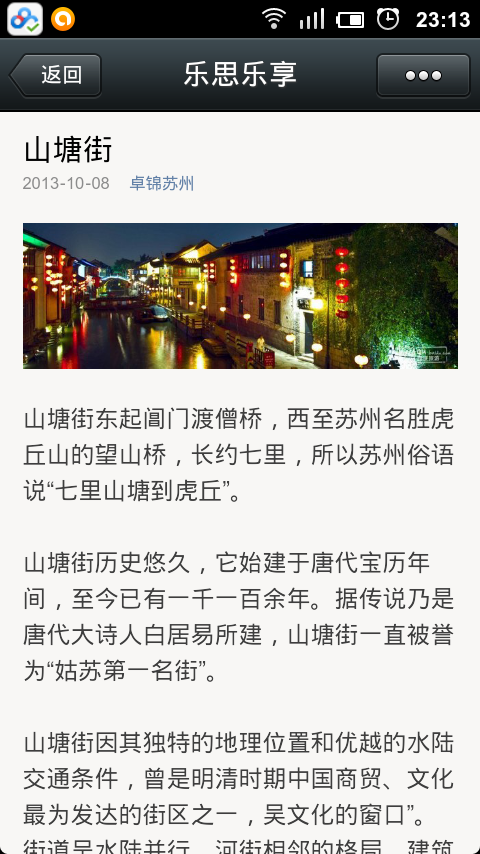 23:13
返回
乐思乐享
山塘街
2013-10-08 卓锦苏州
山塘街东起阊门渡僧桥，西至苏州名胜虎
丘山的望山桥，长约七里，所以苏州俗语
说“七里山塘到虎丘”。
山塘街历史悠久，它始建于唐代宝历年
间，至今已有一千一百余年。据传说乃是
唐代大诗人白居易所建，山塘街一直被誉
为“姑苏第一名街”。
山塘街因其独特的地理位置和优越的水陆
交通条件，曾是明清时期中国商贸、文化
最为发达的街区之一，吴文化的窗口”。
街道呈水陆并行、河街相邻的格局，建筑